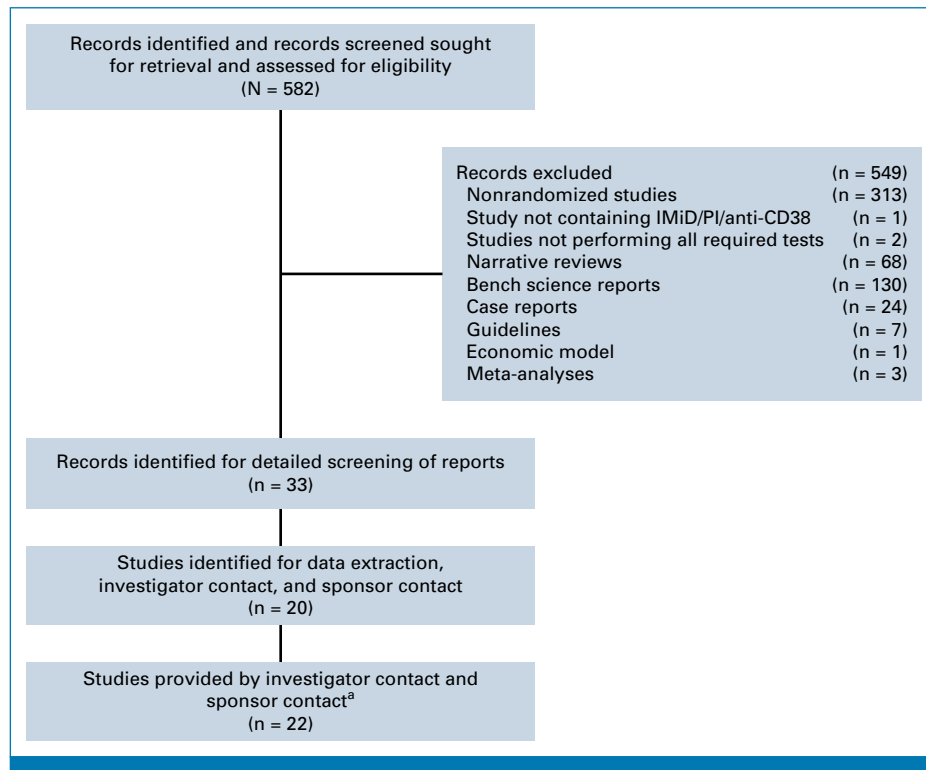 Records identified and records screened sought
for retrieval and assessed for eligibility
(N = 582)
Records excluded (n = 549)
Nonrandomized studies (n = 313)
Study not containing IMiD/PI/anti-CD38 (n = 1)
Studies not performing all required tests (n = 2)
Narrative reviews (n = 68)
Bench science reports (n = 130)
Case reports (n = 24)
Guidelines (n = 7)
Economic model (n = 1)
Meta-analyses (n = 3)
Records identified for detailed screening of reports
(n = 33)
Studies identified for data extraction,
investigator contact, and sponsor contact
(n = 20)
Studies provided by investigator contact and
sponsor contactᵃ
(n = 22)